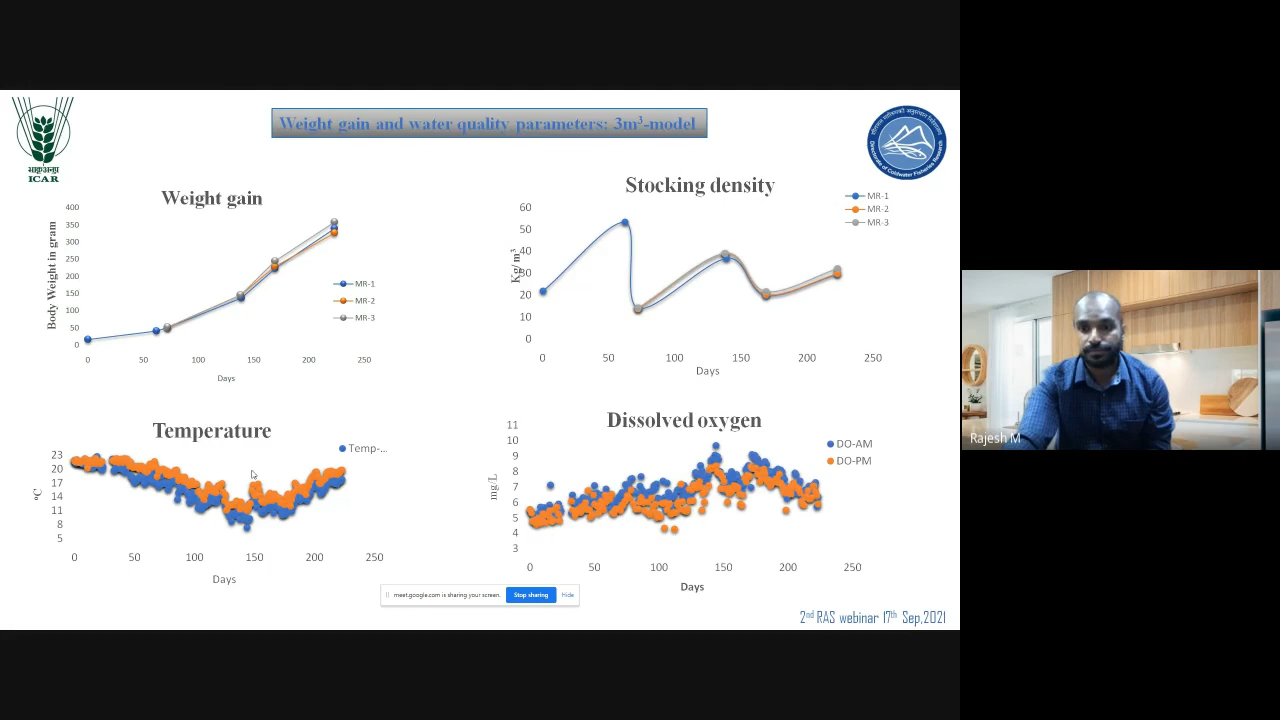 Weight gain and water quality parameters: 3m³-model
भाकृअनुप
ICAR
Directorate of Coldwater Fisheries Research
Weight gain
400
350
300
250
200
150
100
50
0
Body Weight in gram
0 50 100 150 200 250
Days
MR-1
MR-2
MR-3
Stocking density
60
50
40
30
20
10
0
Kg/m³
0 50 100 150 200 250
Days
MR-1
MR-2
MR-3
Temperature
23
20
17
14
11
8
5
°C
0 50 100 150 200 250
Days
Temp-...
Dissolved oxygen
11
10
9
8
7
6
5
4
3
mg/L
0 50 100 150 200 250
Days
DO-AM
DO-PM
meet.google.com is sharing your screen. Stop sharing Hide
2nd RAS webinar 17th Sep,2021
Rajesh M